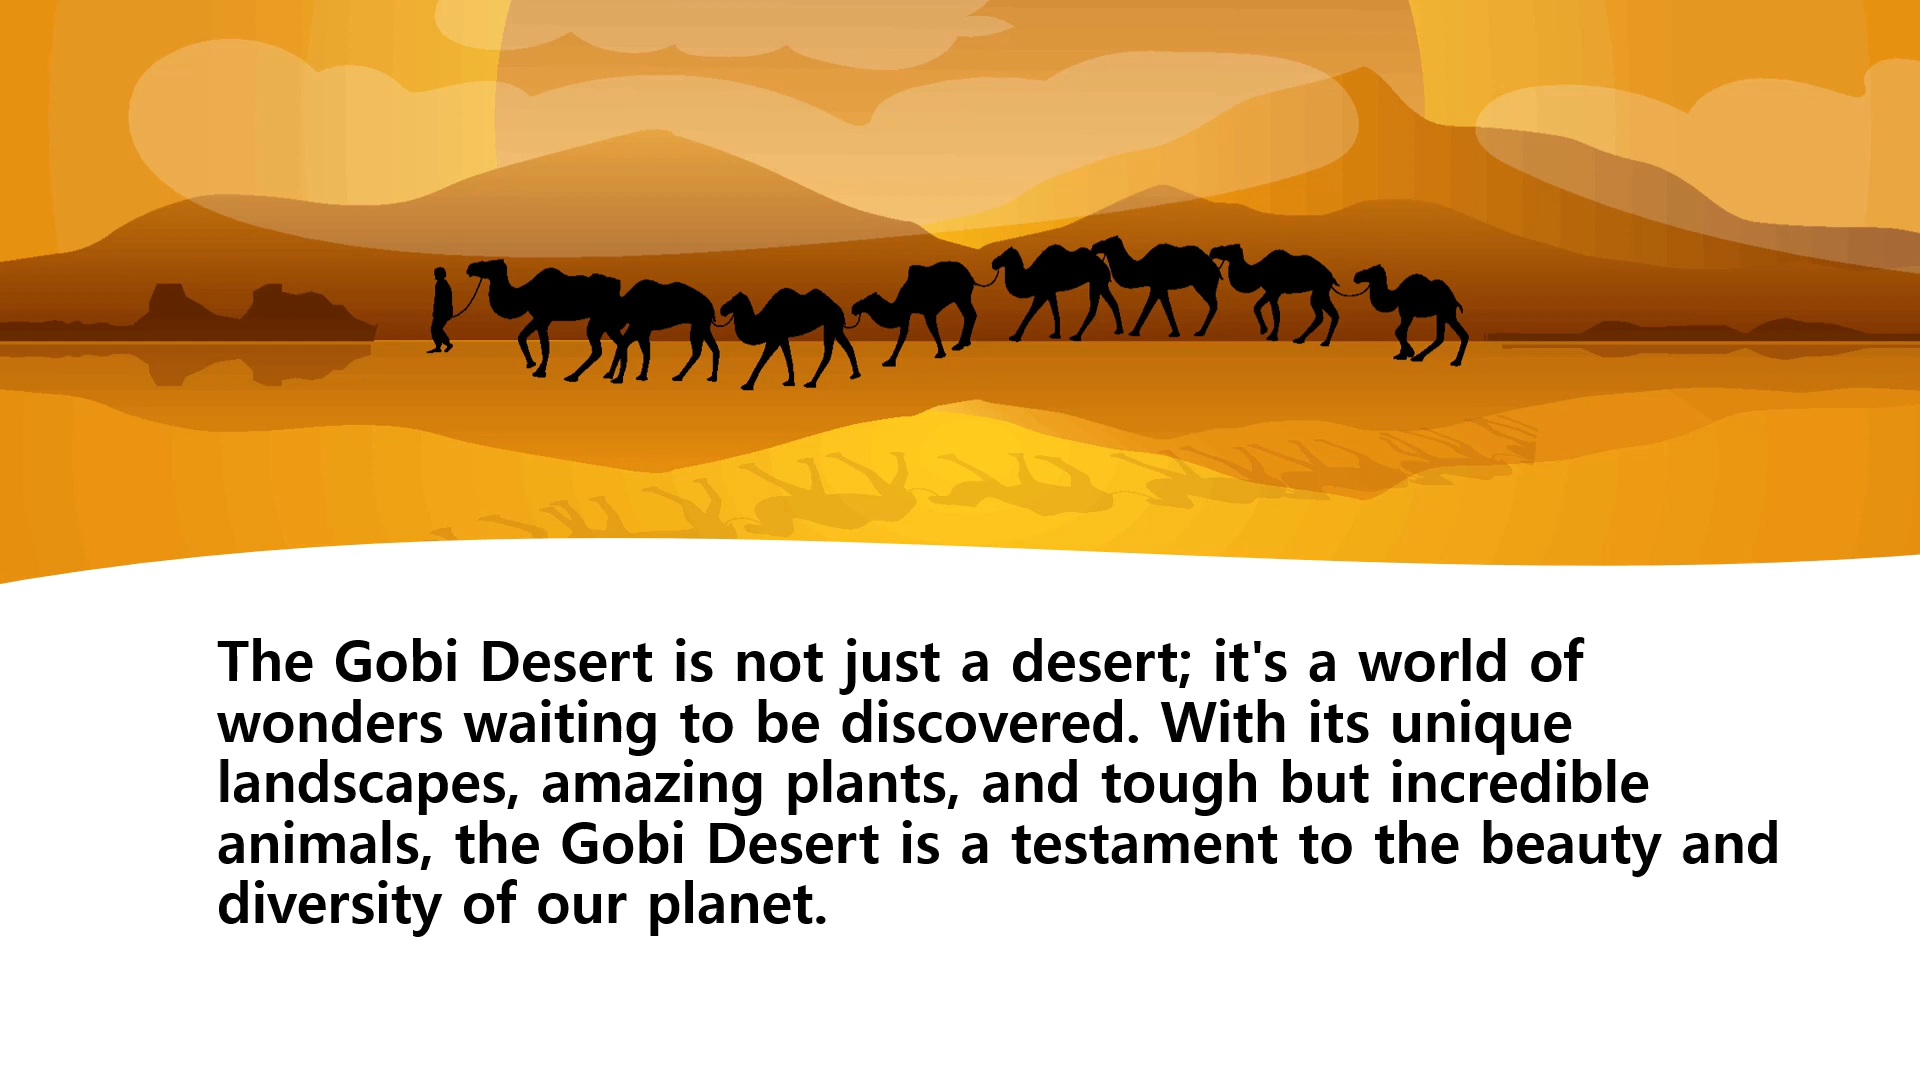 The Gobi Desert is not just a desert; it's a world of
wonders waiting to be discovered. With its unique
landscapes, amazing plants, and tough but incredible
animals, the Gobi Desert is a testament to the beauty and
diversity of our planet.